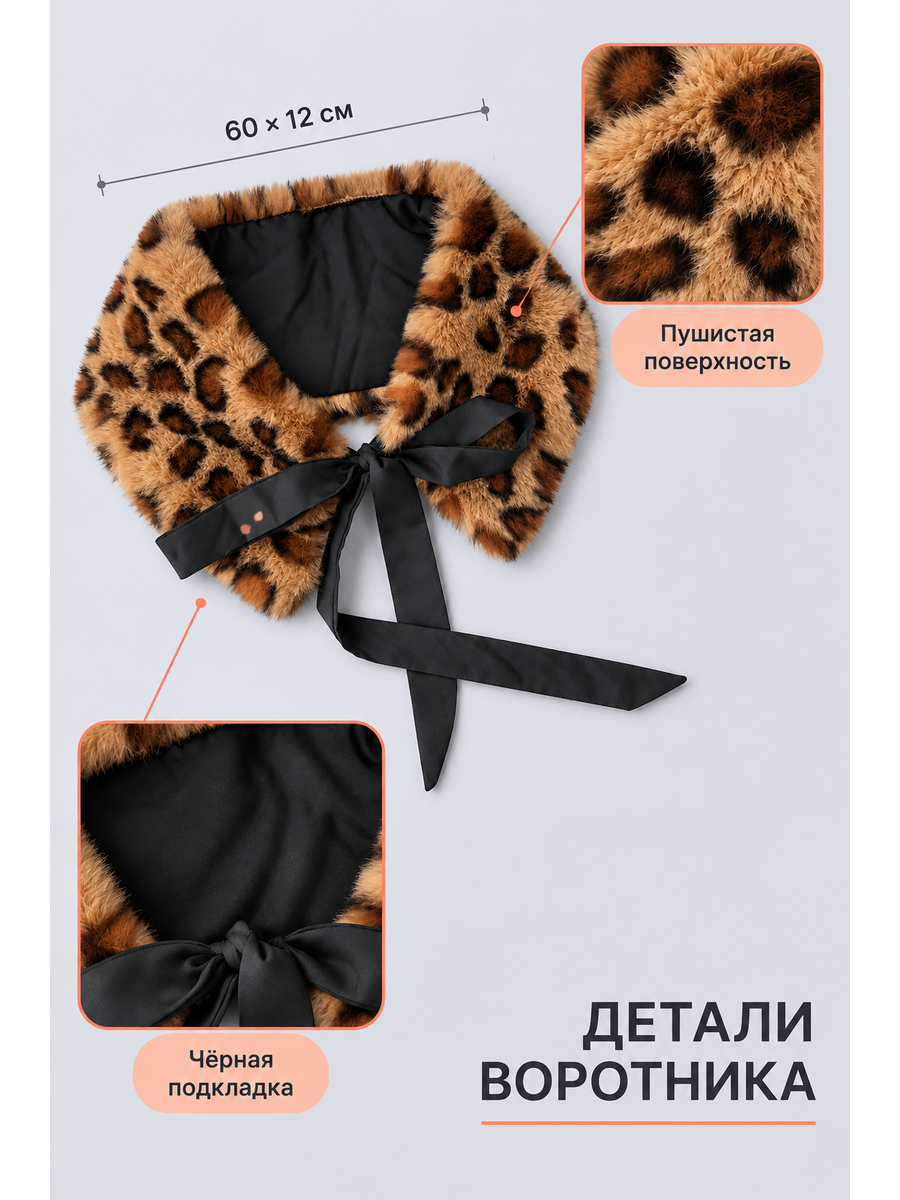 60 × 12 см
Пушистая
поверхность
Чёрная
подкладка
ДЕТАЛИ
ВОРОТНИКА